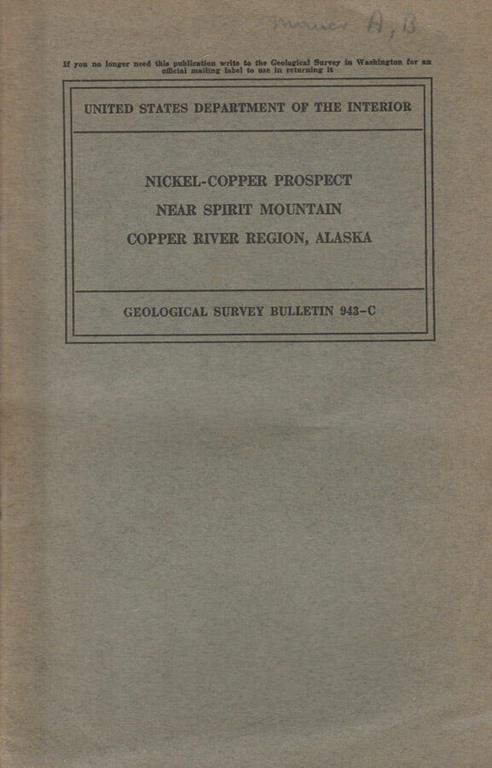 A, B
If you no longer need this publication write to the Geological Survey in Washington for an
official mailing label to use in returning it
UNITED STATES DEPARTMENT OF THE INTERIOR
NICKEL-COPPER PROSPECT
NEAR SPIRIT MOUNTAIN
COPPER RIVER REGION, ALASKA
GEOLOGICAL SURVEY BULLETIN 943-C